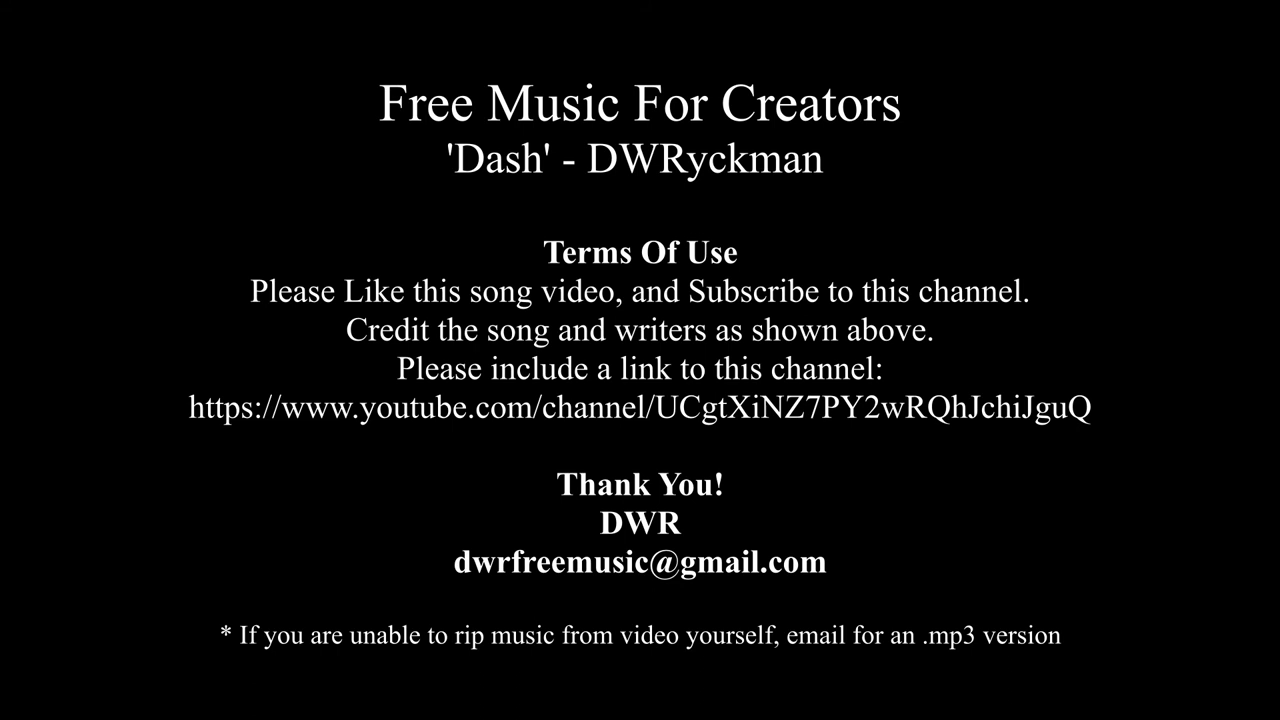 Free Music For Creators
'Dash' - DWRyckman
Terms Of Use
Please Like this song video, and Subscribe to this channel.
Credit the song and writers as shown above.
Please include a link to this channel:
https://www.youtube.com/channel/UCgtXiNZ7PY2wRQhJchiJguQ
Thank You!
DWR
dwrfreemusic@gmail.com
* If you are unable to rip music from video yourself, email for an .mp3 version